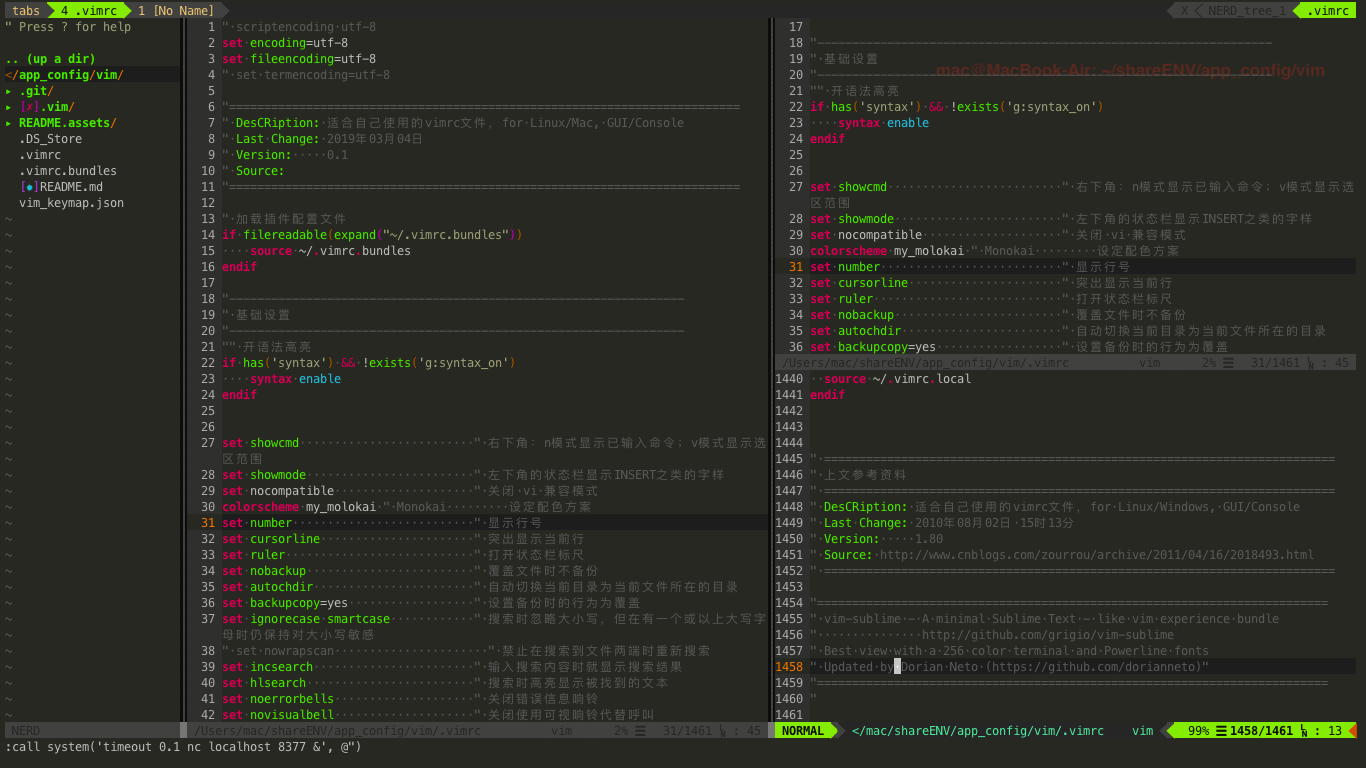 tabs 4 .vimrc 1 [No Name] X NERD_tree_1 .vimrc
" Press ? for help
.. (up a dir)
</app_config/vim/
▸ .git/
▸ [✗].vim/
▸ README.assets/
.DS_Store
.vimrc
.vimrc.bundles
[•]README.md
vim_keymap.json
NERD
1 "·scriptencoding·utf-8
2 set·encoding=utf-8
3 set·fileencoding=utf-8
4 "·set·termencoding=utf-8
5
6 "=========================================================================
7 "·DesCRiption:·适合自己使用的vimrc文件，for·Linux/Mac,·GUI/Console
8 "·Last·Change:·2019年03月04日
9 "·Version:·····0.1
10 "·Source:
11 "=========================================================================
12
13 "·加载插件配置文件
14 if·filereadable(expand("~/.vimrc.bundles"))
15 ····source·~/.vimrc.bundles
16 endif
17
18 "─────────────────────────────────────────────────────────────────
19 "·基础设置
20 "─────────────────────────────────────────────────────────────────
21 ""·开语法高亮
22 if·has('syntax')·&&·!exists('g:syntax_on')
23 ····syntax·enable
24 endif
25
26
27 set·showcmd·························"·右下角：n模式显示已输入命令；v模式显示选
区范围
28 set·showmode························"·左下角的状态栏显示INSERT之类的字样
29 set·nocompatible····················"·关闭·vi·兼容模式
30 colorscheme·my_molokai·"·Monokai·········设定配色方案
31 set·number··························"·显示行号
32 set·cursorline······················"·突出显示当前行
33 set·ruler···························"·打开状态栏标尺
34 set·nobackup························"·覆盖文件时不备份
35 set·autochdir·······················"·自动切换当前目录为当前文件所在的目录
36 set·backupcopy=yes··················"·设置备份时的行为为覆盖
37 set·ignorecase·smartcase············"·搜索时忽略大小写，但在有一个或以上大写字
母时仍保持对大小写敏感
38 "·set·nowrapscan····················"·禁止在搜索到文件两端时重新搜索
39 set·incsearch·······················"·输入搜索内容时就显示搜索结果
40 set·hlsearch························"·搜索时高亮显示被找到的文本
41 set·noerrorbells····················"·关闭错误信息响铃
42 set·novisualbell····················"·关闭使用可视响铃代替呼叫
/Users/mac/shareENV/app_config/vim/.vimrc vim 2% ☰ 31/1461 ㏑ : 45
17
18 "─────────────────────────────────────────────────────────────────
19 "·基础设置
20 "─────────────────────────────────────────────────────────────────
mac@MacBook-Air: ~/shareENV/app_config/vim
21 ""·开语法高亮
22 if·has('syntax')·&&·!exists('g:syntax_on')
23 ····syntax·enable
24 endif
25
26
27 set·showcmd·························"·右下角：n模式显示已输入命令；v模式显示选
区范围
28 set·showmode························"·左下角的状态栏显示INSERT之类的字样
29 set·nocompatible····················"·关闭·vi·兼容模式
30 colorscheme·my_molokai·"·Monokai·········设定配色方案
31 set·number··························"·显示行号
32 set·cursorline······················"·突出显示当前行
33 set·ruler···························"·打开状态栏标尺
34 set·nobackup························"·覆盖文件时不备份
35 set·autochdir·······················"·自动切换当前目录为当前文件所在的目录
36 set·backupcopy=yes··················"·设置备份时的行为为覆盖
/Users/mac/shareENV/app_config/vim/.vimrc vim 2% ☰ 31/1461 ㏑ : 45
1440 ··source·~/.vimrc.local
1441 endif
1442
1443
1444
1445 "·=========================================================================
1446 "·上文参考资料
1447 "·=========================================================================
1448 "·DesCRiption:·适合自己使用的vimrc文件，for·Linux/Windows,·GUI/Console
1449 "·Last·Change:·2010年08月02日·15时13分
1450 "·Version:·····1.80
1451 "·Source:·http://www.cnblogs.com/zourrou/archive/2011/04/16/2018493.html
1452 "·=========================================================================
1453
1454 "=========================================================================
1455 "·vim-sublime·-·A·minimal·Sublime·Text·-·like·vim·experience·bundle
1456 "···············http://github.com/grigio/vim-sublime
1457 "·Best·view·with·a·256·color·terminal·and·Powerline·fonts
1458 "·Updated·by·Dorian·Neto·(https://github.com/dorianneto)"
1459 "=========================================================================
1460 "
1461
NORMAL </mac/shareENV/app_config/vim/.vimrc vim 99% ☰ 1458/1461 ㏑ : 13
:call system('timeout 0.1 nc localhost 8377 &', @")